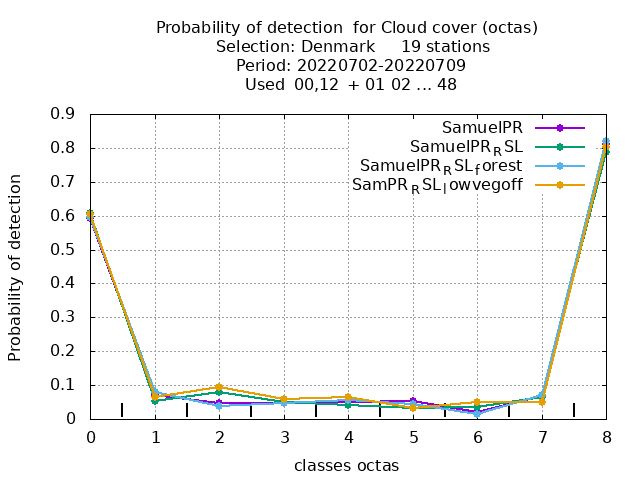 Probability of detection  for Cloud cover (octas)
Selection: Denmark     19 stations
Period: 20220702-20220709
Used  00,12  + 01 02 ... 48
SamuelPR
SamuelPR_RSL
SamuelPR_RSL_forest
SamPR_RSL_lowvegoff
0.9
0.8
0.7
0.6
0.5
0.4
0.3
0.2
0.1
0
Probability of detection
0 1 2 3 4 5 6 7 8
classes octas